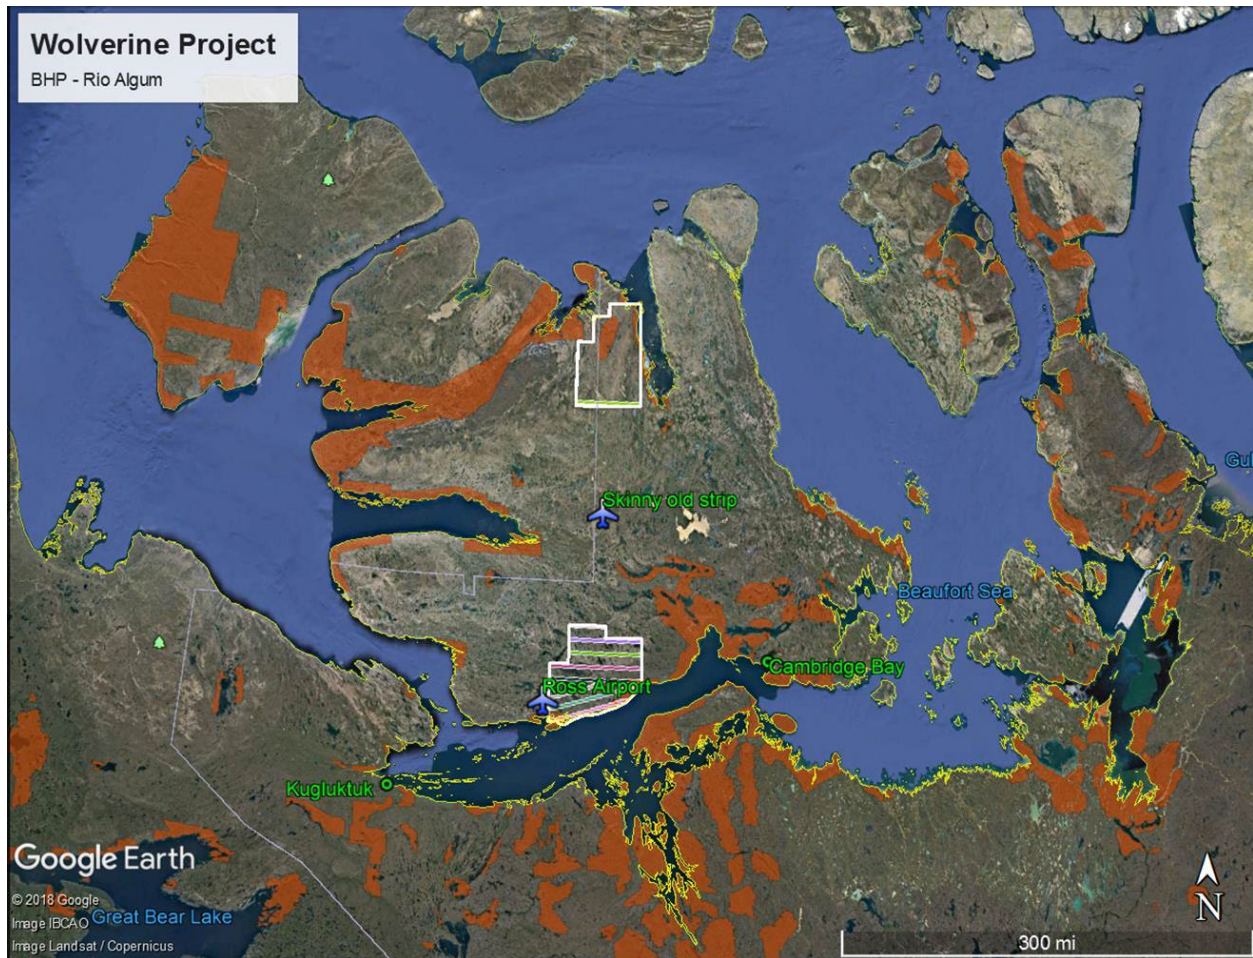 Wolverine Project
BHP - Rio Algum
Gul
Skinny old strip
Beaufort Sea
Cambridge Bay
Ross Airport
Kugluktuk
Google Earth
© 2018 Google
Image IBCAO
Great Bear Lake
Image Landsat / Copernicus
N
300 mi